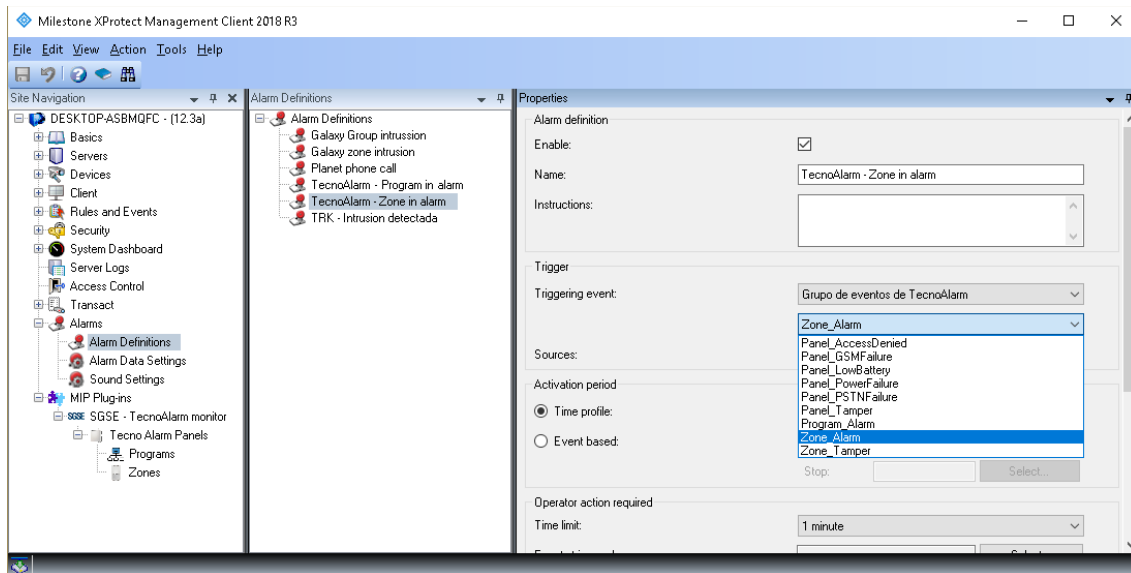 Milestone XProtect Management Client 2018 R3
File Edit View Action Tools Help
Site Navigation
DESKTOP-ASBMQFC - (12.3a)
Basics
Servers
Devices
Client
Rules and Events
Security
System Dashboard
Server Logs
Access Control
Transact
Alarms
Alarm Definitions
Alarm Data Settings
Sound Settings
MIP Plug-ins
SGSE SGSE - TecnoAlarm monitor
Tecno Alarm Panels
Programs
Zones
Alarm Definitions
Alarm Definitions
Galaxy Group intrussion
Galaxy zone intrusion
Planet phone call
TecnoAlarm - Program in alarm
TecnoAlarm - Zone in alarm
TRK - Intrusion detectada
Properties
Alarm definition
Enable:
Name: TecnoAlarm - Zone in alarm
Instructions:
Trigger
Triggering event: Grupo de eventos de TecnoAlarm
Zone_Alarm
Panel_AccessDenied
Panel_GSMFailure
Panel_LowBattery
Panel_PowerFailure
Panel_PSTNFailure
Panel_Tamper
Program_Alarm
Zone_Alarm
Zone_Tamper
Sources:
Activation period
Time profile:
Event based:
Stop: Select...
Operator action required
Time limit: 1 minute